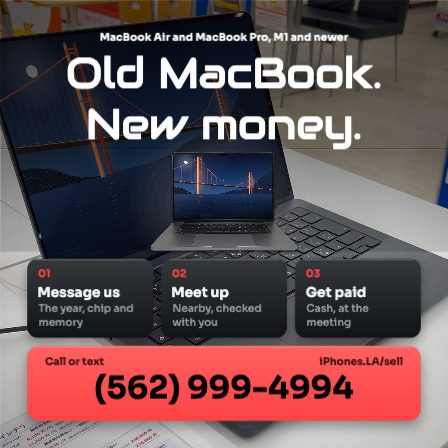 MacBook Air and MacBook Pro, M1 and newer
Old MacBook.
New money.
01
Message us
The year, chip and
memory
02
Meet up
Nearby, checked
with you
03
Get paid
Cash, at the
meeting
Call or text
iPhones.LA/sell
(562) 999-4994